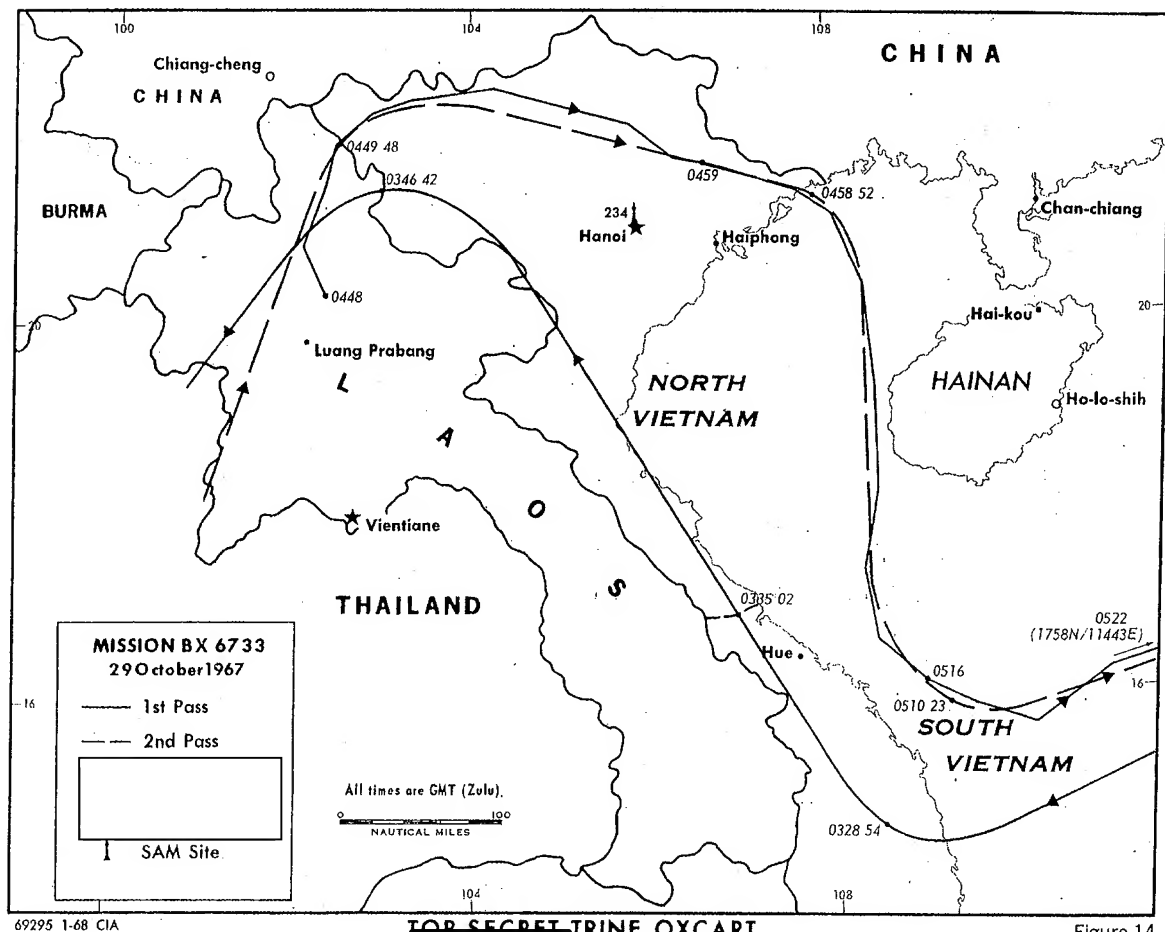 100
104
108
Chiang-cheng
CHINA
CHINA
0449 48
0346 42
0459
0458 52
BURMA
234
Hanoi
Haiphong
Chan-chiang
0448
20
20
Luang Prabang
Hai-kou
NORTH
VIETNAM
HAINAN
Ho-lo-shih
LAOS
Vientiane
THAILAND
0335 02
Hue
0522
(1758N/11443E)
0516
16
16
0510 23
SOUTH
VIETNAM
0328 54
MISSION BX 6733
29 October 1967
1st Pass
2nd Pass
SAM Site
All times are GMT (Zulu).
0 100
NAUTICAL MILES
104
108
69295 1-68 CIA
TOP SECRET TRINE OXCART
Figure 14